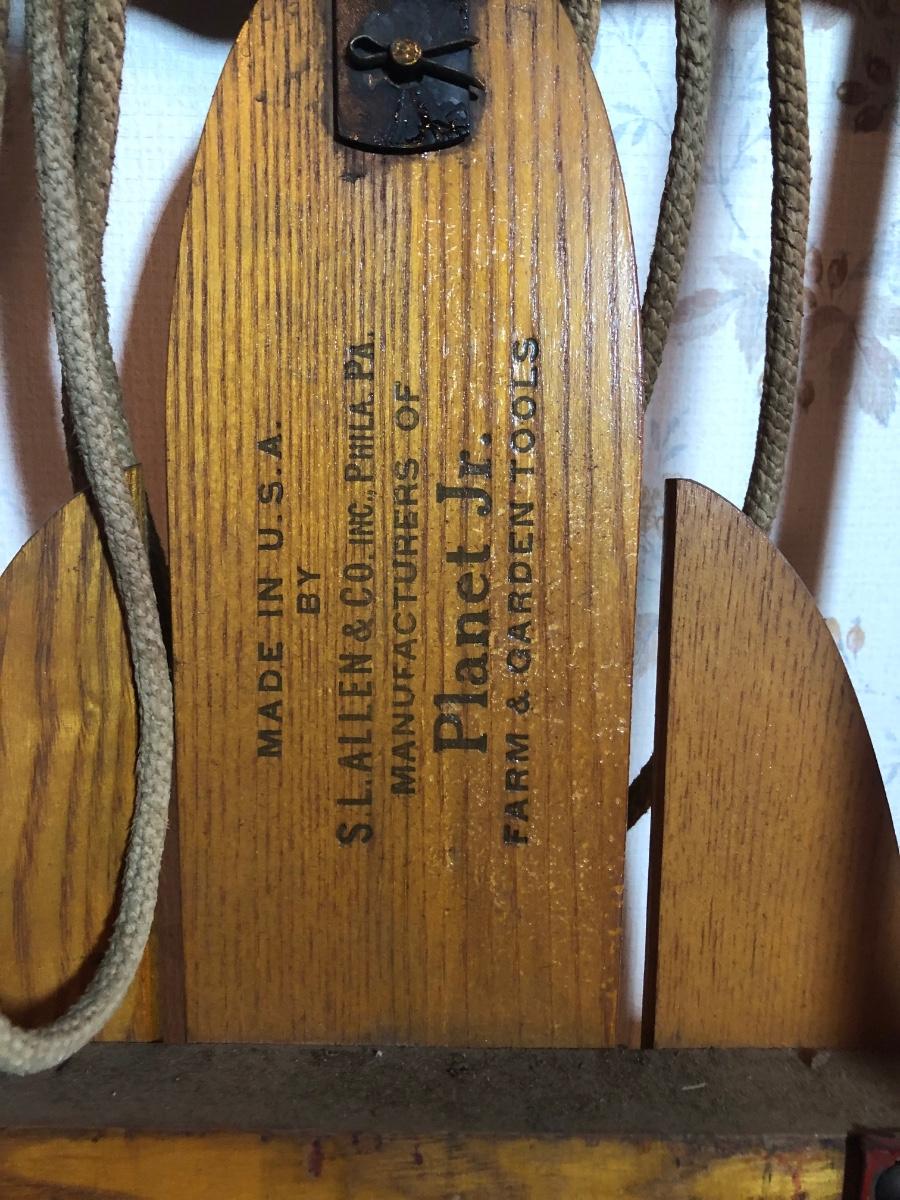 MADE IN U.S.A.
BY
S.L. ALLEN & CO. INC., PHILA. PA.
MANUFACTURERS OF
Planet Jr.
FARM & GARDEN TOOLS